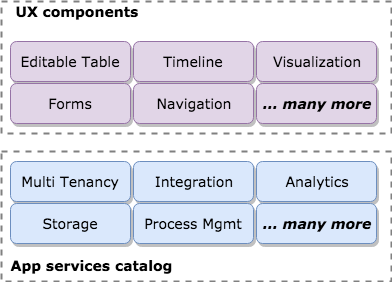 UX components
Editable Table Timeline Visualization
Forms Navigation ... many more
Multi Tenancy Integration Analytics
Storage Process Mgmt ... many more
App services catalog